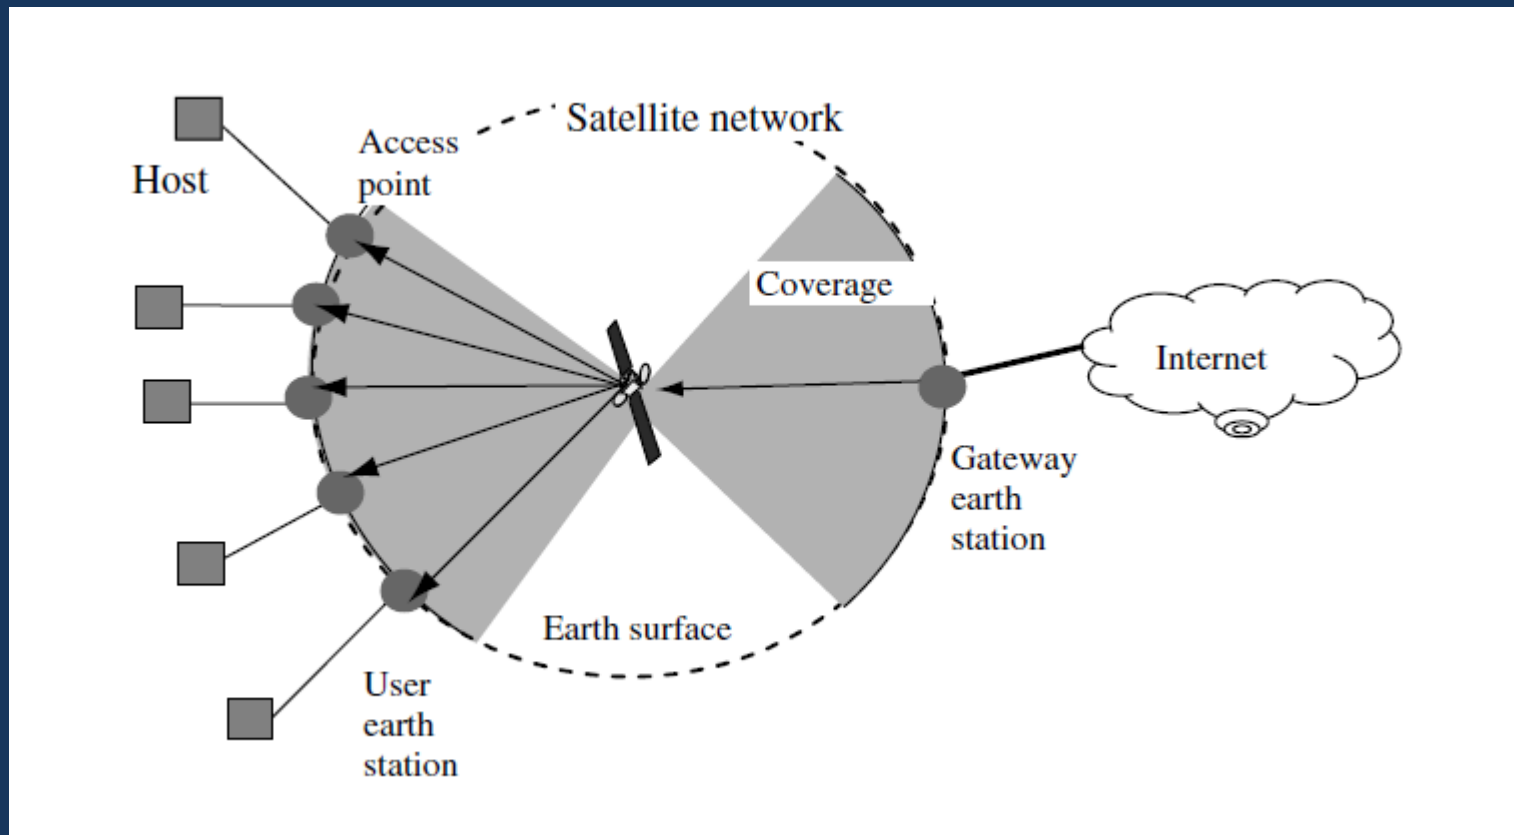 Satellite network
Access
point
Host
Coverage
Internet
Gateway
earth
station
Earth surface
User
earth
station